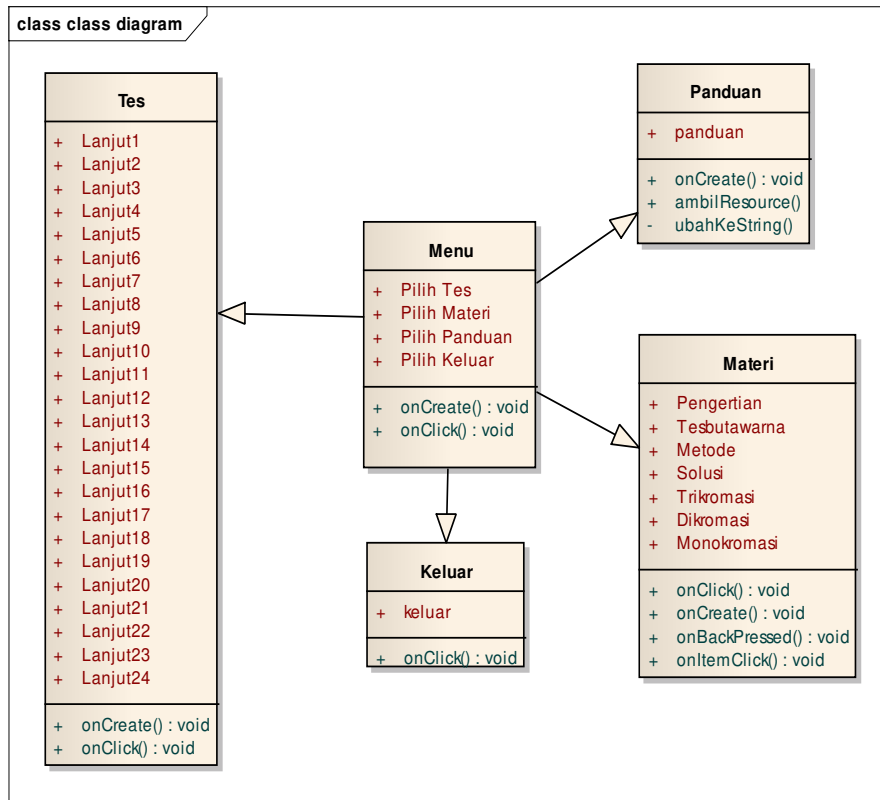 class class diagram
Tes
+ Lanjut1
+ Lanjut2
+ Lanjut3
+ Lanjut4
+ Lanjut5
+ Lanjut6
+ Lanjut7
+ Lanjut8
+ Lanjut9
+ Lanjut10
+ Lanjut11
+ Lanjut12
+ Lanjut13
+ Lanjut14
+ Lanjut15
+ Lanjut16
+ Lanjut17
+ Lanjut18
+ Lanjut19
+ Lanjut20
+ Lanjut21
+ Lanjut22
+ Lanjut23
+ Lanjut24
+ onCreate() : void
+ onClick() : void
Menu
+ Pilih Tes
+ Pilih Materi
+ Pilih Panduan
+ Pilih Keluar
+ onCreate() : void
+ onClick() : void
Keluar
+ keluar
+ onClick() : void
Panduan
+ panduan
+ onCreate() : void
+ ambilResource()
- ubahKeString()
Materi
+ Pengertian
+ Tesbutawarna
+ Metode
+ Solusi
+ Trikromasi
+ Dikromasi
+ Monokromasi
+ onClick() : void
+ onCreate() : void
+ onBackPressed() : void
+ onItemClick() : void